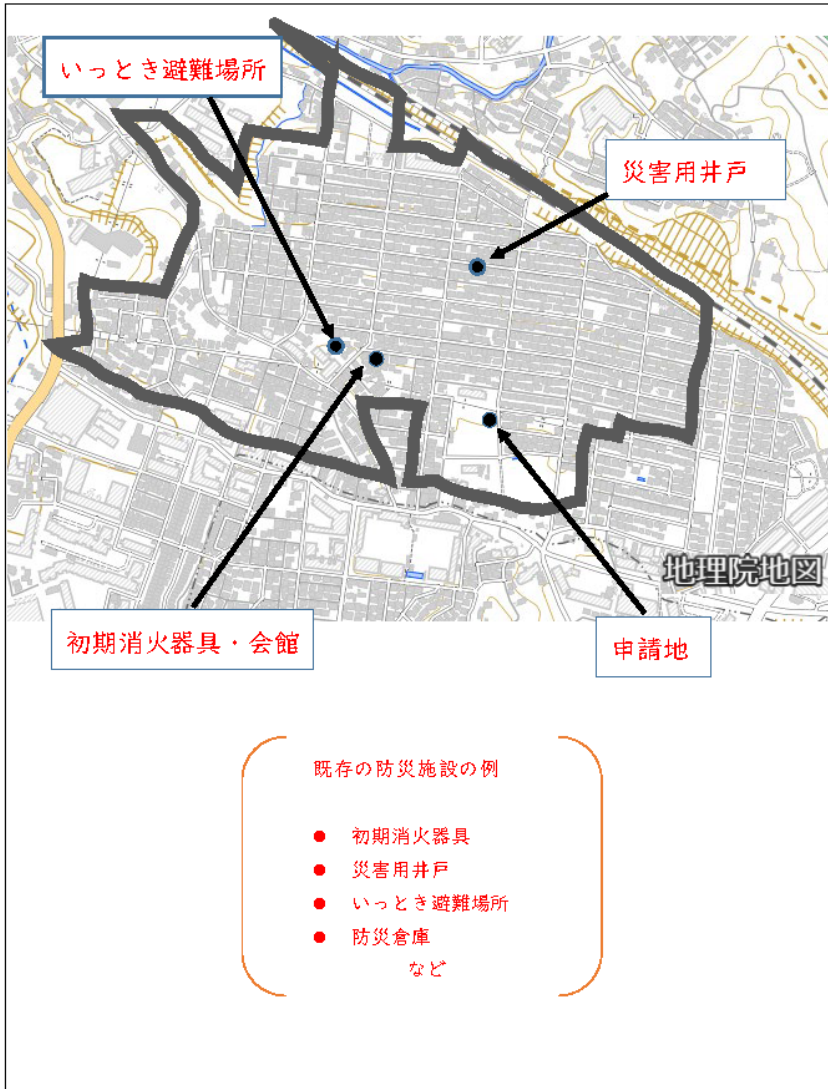 いっとき避難場所
災害用井戸
地理院地図
初期消火器具・会館
申請地
既存の防災施設の例
● 初期消火器具
● 災害用井戸
● いっとき避難場所
● 防災倉庫
など